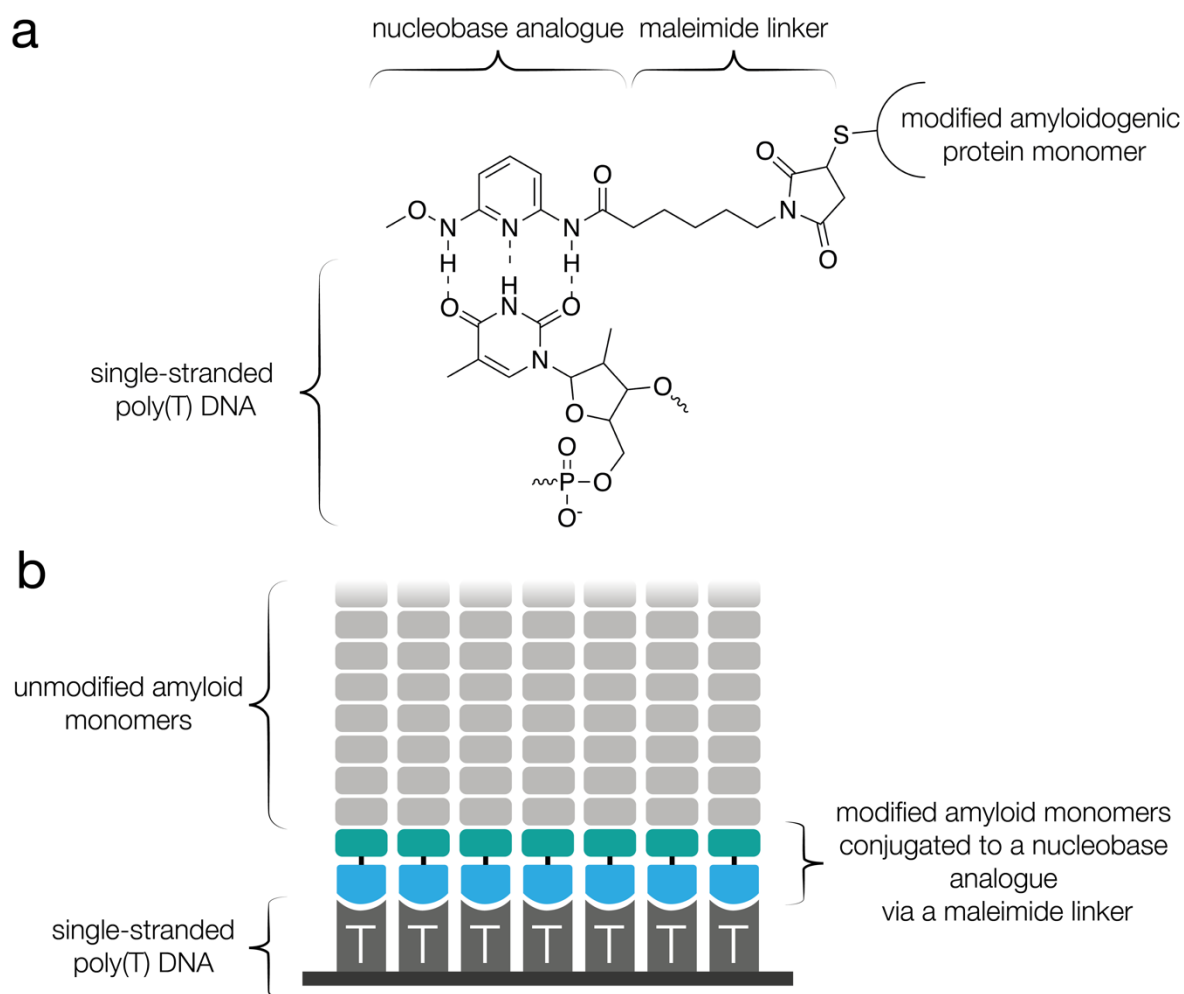 a
nucleobase analogue maleimide linker
modified amyloidogenic
protein monomer
S
O
O
O
N
N
N
N
O
H
H
H
O
N
O
N
single-stranded
poly(T) DNA
O
O
O
P
O
O-
b
unmodified amyloid
monomers
modified amyloid monomers
conjugated to a nucleobase
analogue
via a maleimide linker
single-stranded
poly(T) DNA
T T T T T T T